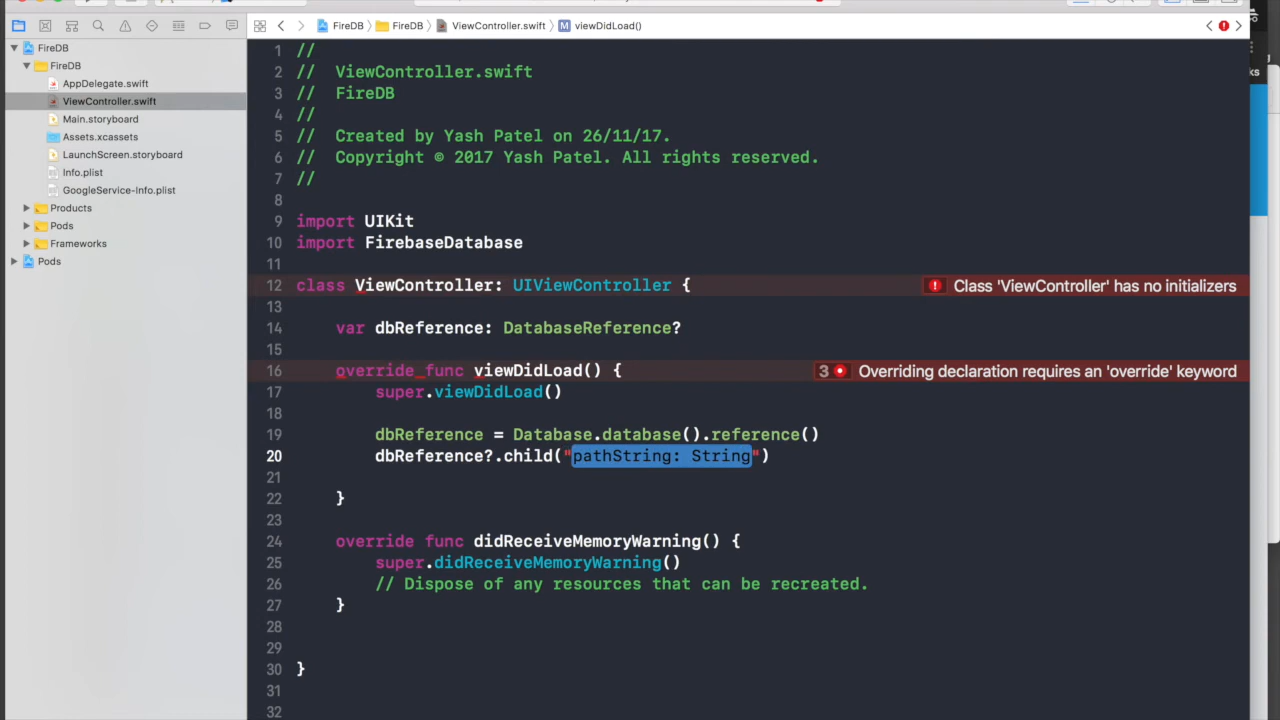 FireDB
FireDB
AppDelegate.swift
ViewController.swift
Main.storyboard
Assets.xcassets
LaunchScreen.storyboard
Info.plist
GoogleService-Info.plist
Products
Pods
Frameworks
Pods
FireDB FireDB ViewController.swift M viewDidLoad()
1 //
2 // ViewController.swift
3 // FireDB
4 //
5 // Created by Yash Patel on 26/11/17.
6 // Copyright © 2017 Yash Patel. All rights reserved.
7 //
8
9 import UIKit
10 import FirebaseDatabase
11
12 class ViewController: UIViewController { Class 'ViewController' has no initializers
13
14 var dbReference: DatabaseReference?
15
16 override func viewDidLoad() { 3 Overriding declaration requires an 'override' keyword
17 super.viewDidLoad()
18
19 dbReference = Database.database().reference()
20 dbReference?.child("pathString: String")
21
22 }
23
24 override func didReceiveMemoryWarning() {
25 super.didReceiveMemoryWarning()
26 // Dispose of any resources that can be recreated.
27 }
28
29
30 }
31
32
ks